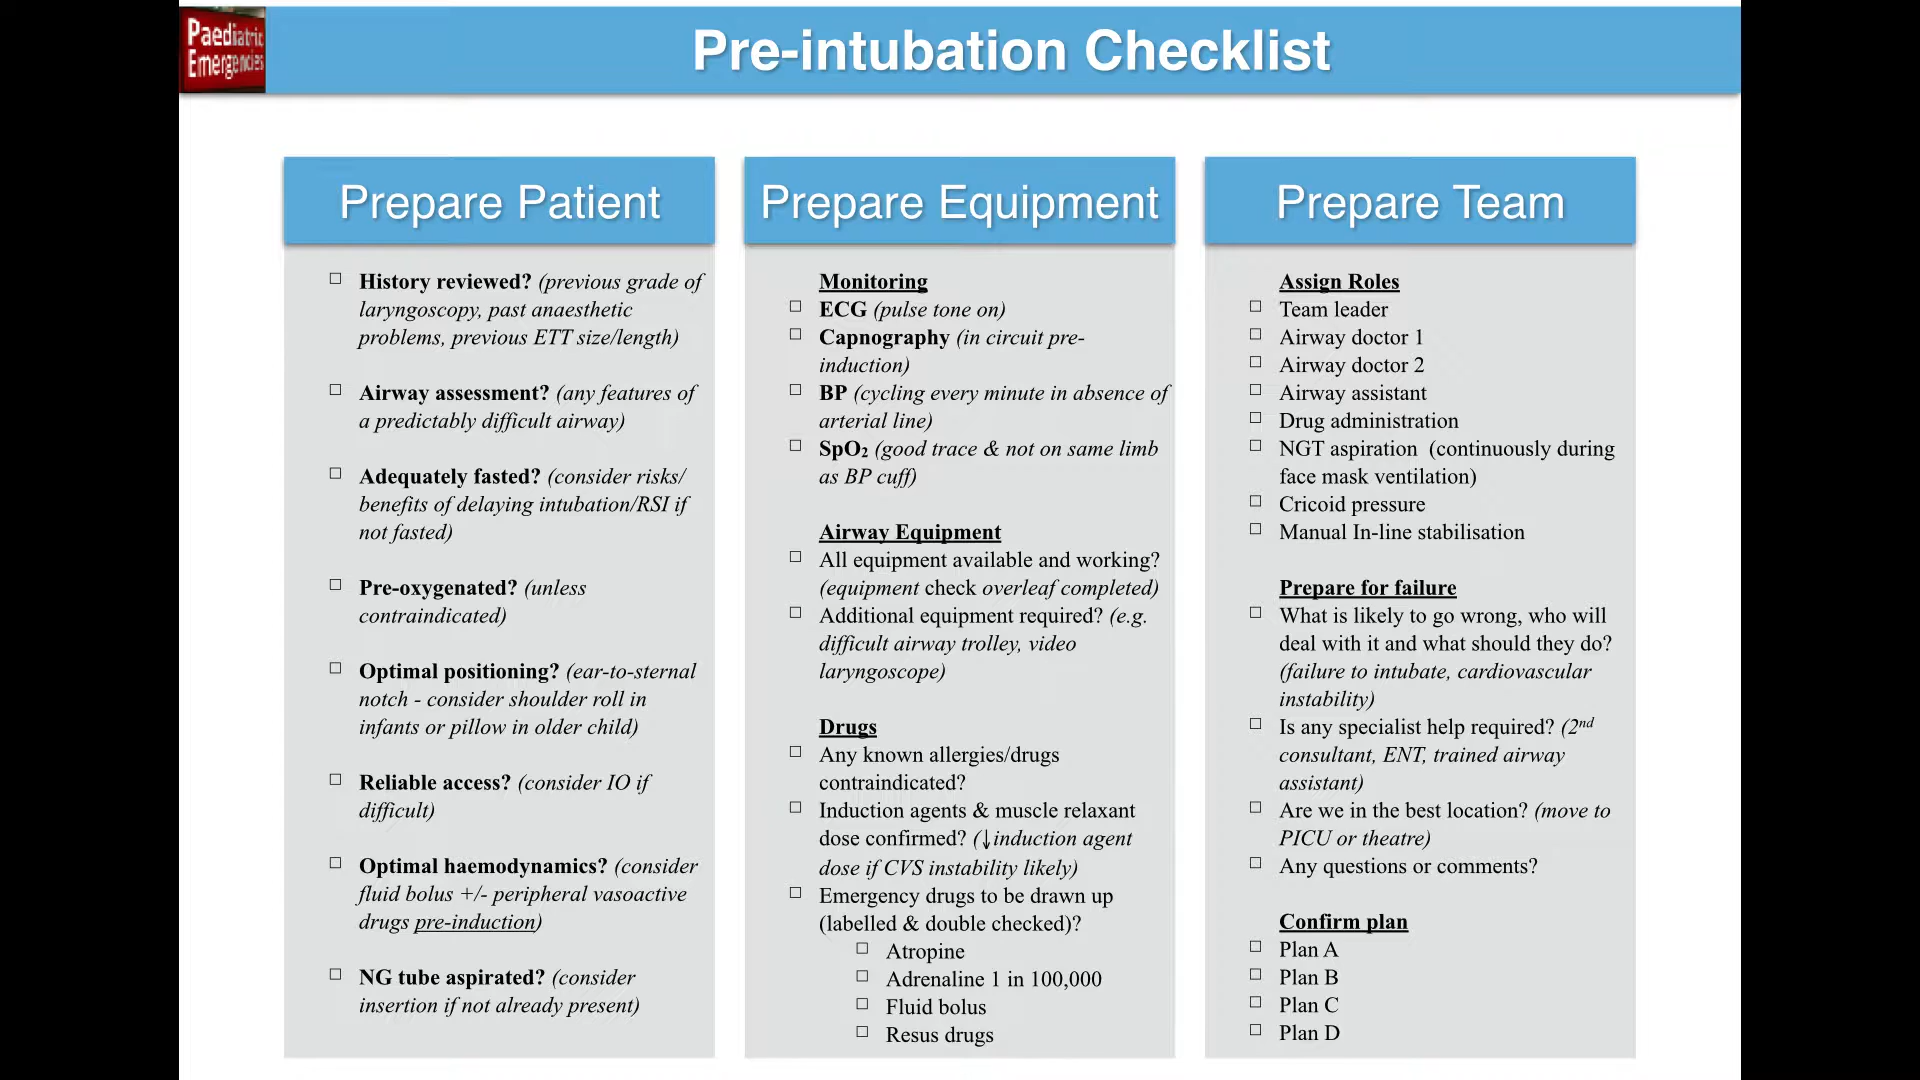 Paediatric
Emergencies
Pre-intubation Checklist
Prepare Patient
History reviewed? (previous grade of
laryngoscopy, past anaesthetic
problems, previous ETT size/length)
Airway assessment? (any features of
a predictably difficult airway)
Adequately fasted? (consider risks/
benefits of delaying intubation/RSI if
not fasted)
Pre-oxygenated? (unless
contraindicated)
Optimal positioning? (ear-to-sternal
notch - consider shoulder roll in
infants or pillow in older child)
Reliable access? (consider IO if
difficult)
Optimal haemodynamics? (consider
fluid bolus +/- peripheral vasoactive
drugs pre-induction)
NG tube aspirated? (consider
insertion if not already present)
Prepare Equipment
Monitoring
ECG (pulse tone on)
Capnography (in circuit pre-
induction)
BP (cycling every minute in absence of
arterial line)
SpO₂ (good trace & not on same limb
as BP cuff)
Airway Equipment
All equipment available and working?
(equipment check overleaf completed)
Additional equipment required? (e.g.
difficult airway trolley, video
laryngoscope)
Drugs
Any known allergies/drugs
contraindicated?
Induction agents & muscle relaxant
dose confirmed? (↓induction agent
dose if CVS instability likely)
Emergency drugs to be drawn up
(labelled & double checked)?
Atropine
Adrenaline 1 in 100,000
Fluid bolus
Resus drugs
Prepare Team
Assign Roles
Team leader
Airway doctor 1
Airway doctor 2
Airway assistant
Drug administration
NGT aspiration (continuously during
face mask ventilation)
Cricoid pressure
Manual In-line stabilisation
Prepare for failure
What is likely to go wrong, who will
deal with it and what should they do?
(failure to intubate, cardiovascular
instability)
Is any specialist help required? (2nd
consultant, ENT, trained airway
assistant)
Are we in the best location? (move to
PICU or theatre)
Any questions or comments?
Confirm plan
Plan A
Plan B
Plan C
Plan D